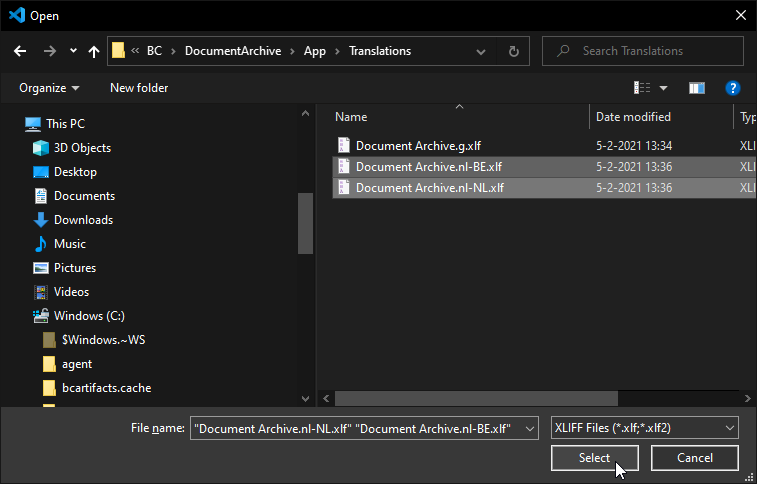 Open
« BC › DocumentArchive › App › Translations
Search Translations
Organize
New folder
This PC
3D Objects
Desktop
Documents
Downloads
Music
Pictures
Videos
Windows (C:)
$Windows.~WS
agent
bcartifacts.cache
Name Date modified Typ
Document Archive.g.xlf 5-2-2021 13:34 XLI
Document Archive.nl-BE.xlf 5-2-2021 13:36 XLI
Document Archive.nl-NL.xlf 5-2-2021 13:36 XLI
File name: "Document Archive.nl-NL.xlf" "Document Archive.nl-BE.xlf"
XLIFF Files (*.xlf;*.xlf2)
Select
Cancel